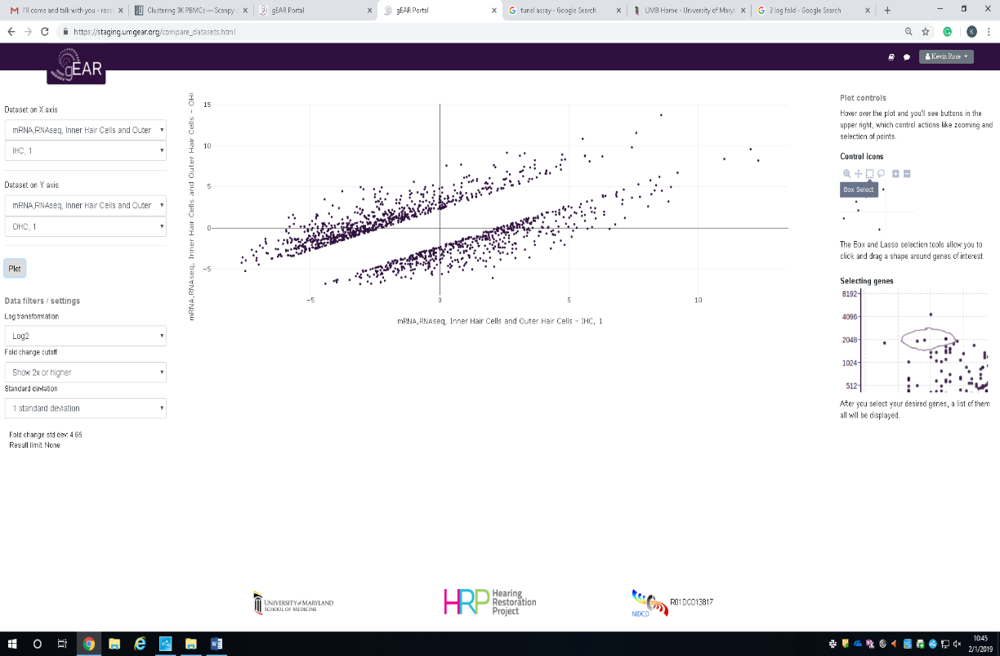 I'll come and talk with you - rose
Clustering 3K PBMCs — Scanpy
gEAR Portal
gEAR Portal
tunel assay - Google Search
UMB Home - University of Maryl
2 log fold - Google Search
https://staging.umgear.org/compare_datasets.html
K
gEAR
Kevin Rose
Dataset on X axis
mRNA,RNAseq, Inner Hair Cells and Outer
IHC, 1
Dataset on Y axis
mRNA,RNAseq, Inner Hair Cells and Outer
OHC, 1
Plot
Data filters / settings
Log transformation
Log2
Fold change cutoff
Show 2x or higher
Standard deviation
1 standard deviation
Fold change std dev: 4.65
Result limit: None
mRNA,RNAseq, Inner Hair Cells and Outer Hair Cells - OHC
15
10
5
0
−5
−5
0
5
10
mRNA,RNAseq, Inner Hair Cells and Outer Hair Cells - IHC, 1
Plot controls
Hover over the plot and you'll see buttons in the
upper right, which control actions like zooming and
selection of points.
Control icons
Box Select
The Box and Lasso selection tools allow you to
click and drag a shape around genes of interest.
Selecting genes
8192
4096
2048
1024
512
After you select your desired genes, a list of them
all will be displayed.
UNIVERSITY of MARYLAND
SCHOOL OF MEDICINE
HRP Hearing
Restoration
Project
NIDCD
R01DC013817
10:45
2/1/2019